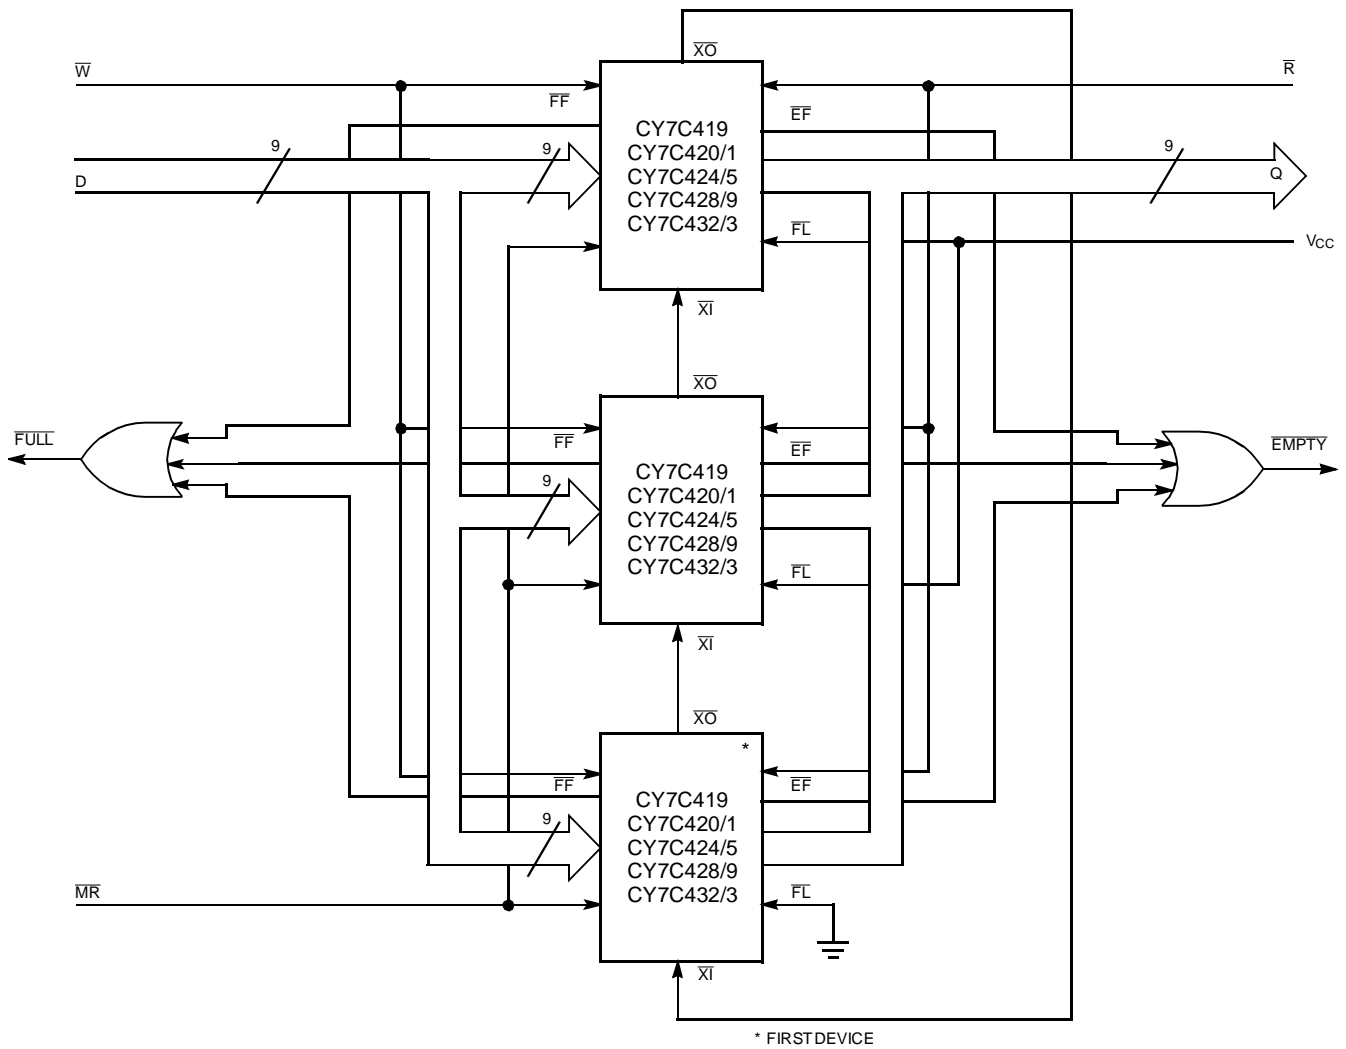 XO
W
R
FF
EF
CY7C419
CY7C420/1
CY7C424/5
CY7C428/9
CY7C432/3
9
9
9
D
Q
FL
VCC
XI
XO
FULL
FF
EF
EMPTY
CY7C419
CY7C420/1
CY7C424/5
CY7C428/9
CY7C432/3
9
FL
XI
XO
*
FF
EF
CY7C419
CY7C420/1
CY7C424/5
CY7C428/9
CY7C432/3
9
MR
FL
XI
* FIRST DEVICE